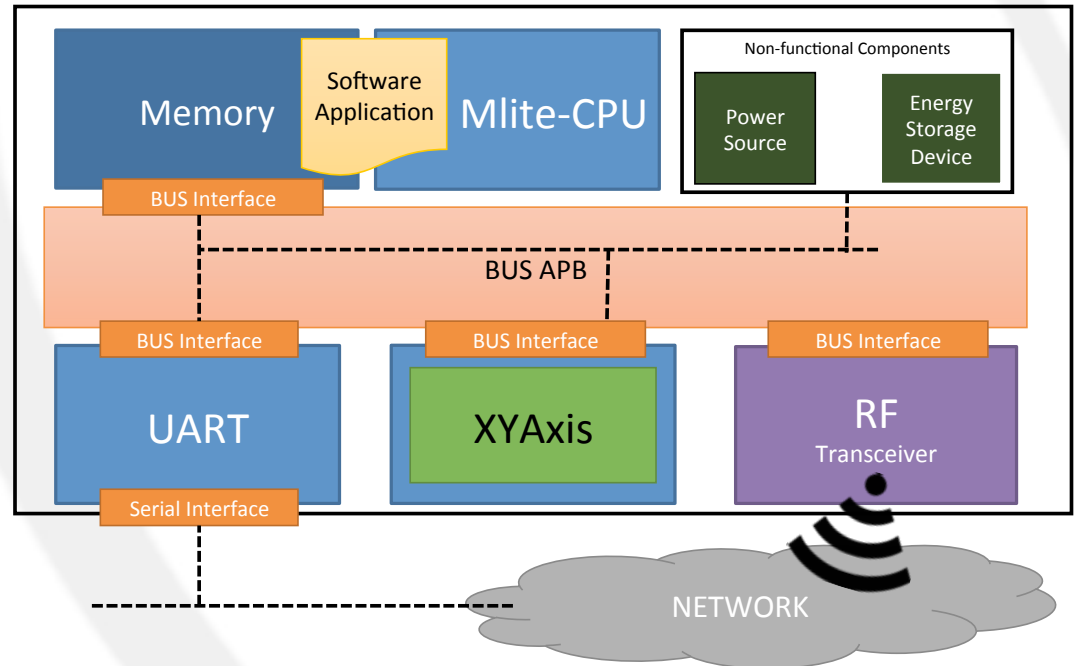 Non-functional Components
Software
Application
Memory
Mlite-CPU
Power
Source
Energy
Storage
Device
BUS Interface
BUS APB
BUS Interface
BUS Interface
BUS Interface
UART
XYAxis
RF
Transceiver
Serial Interface
NETWORK